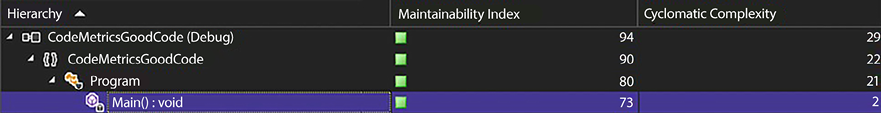 Hierarchy Maintainability Index Cyclomatic Complexity
CodeMetricsGoodCode (Debug) 94 29
CodeMetricsGoodCode 90 22
Program 80 21
Main() : void 73 2